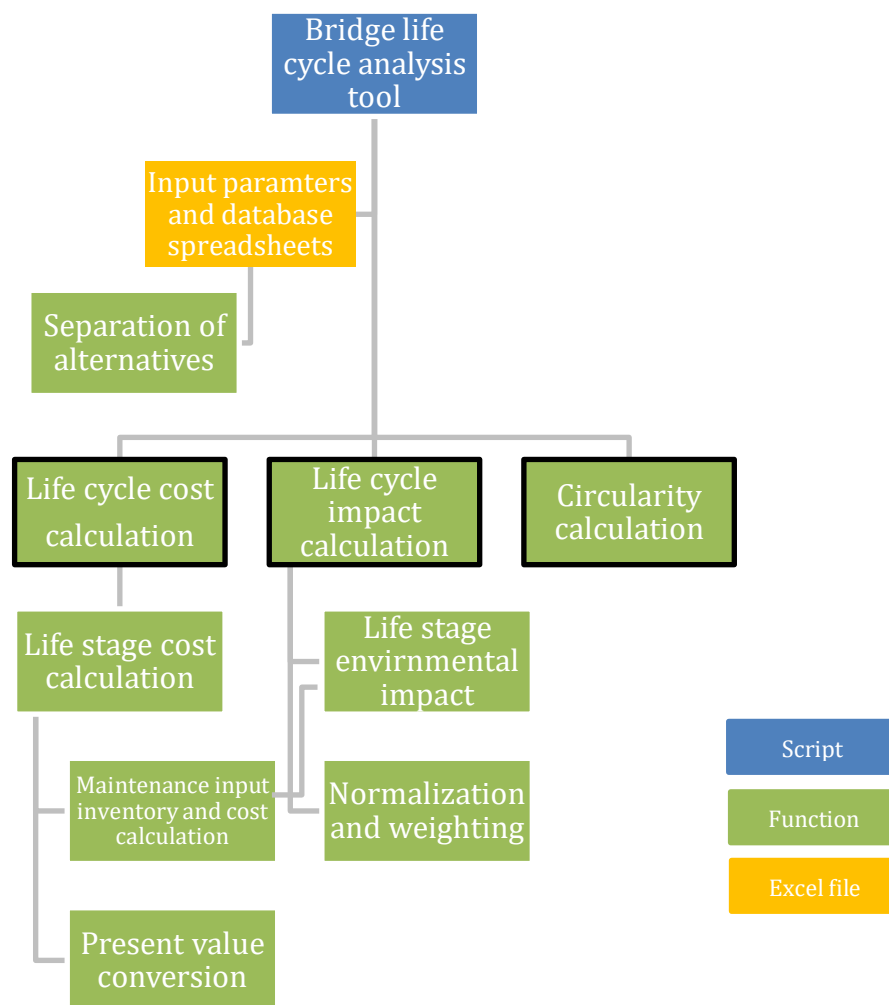 Bridge life
cycle analysis
tool
Input paramters
and database
spreadsheets
Separation of
alternatives
Life cycle cost
calculation
Life cycle
impact
calculation
Circularity
calculation
Life stage cost
calculation
Life stage
envirnmental
impact
Maintenance input
inventory and cost
calculation
Normalization
and weighting
Present value
conversion
Script
Function
Excel file